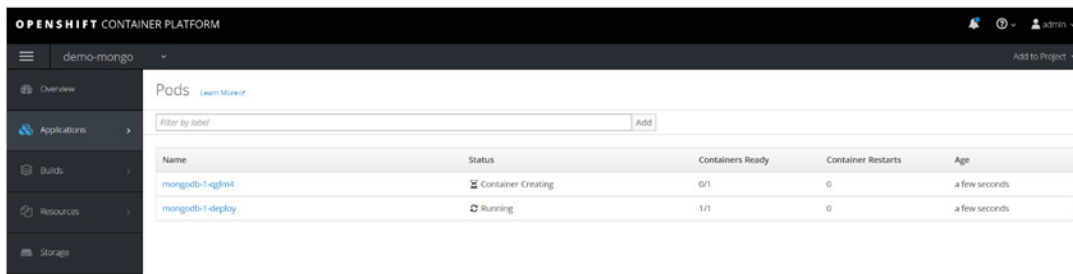 OPENSHIFT CONTAINER PLATFORM admin
demo-mongo Add to Project
Overview
Pods Learn More
Applications
Filter by label Add
Name Status Containers Ready Container Restarts Age
Builds
mongodb-1-qglm4 Container Creating 0/1 0 a few seconds
Resources
mongodb-1-deploy Running 1/1 0 a few seconds
Storage